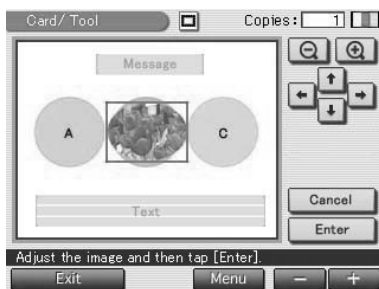 Card/ Tool Copies: 1
Message
A C
Text
Cancel
Enter
Adjust the image and then tap [Enter].
Exit Menu － ＋